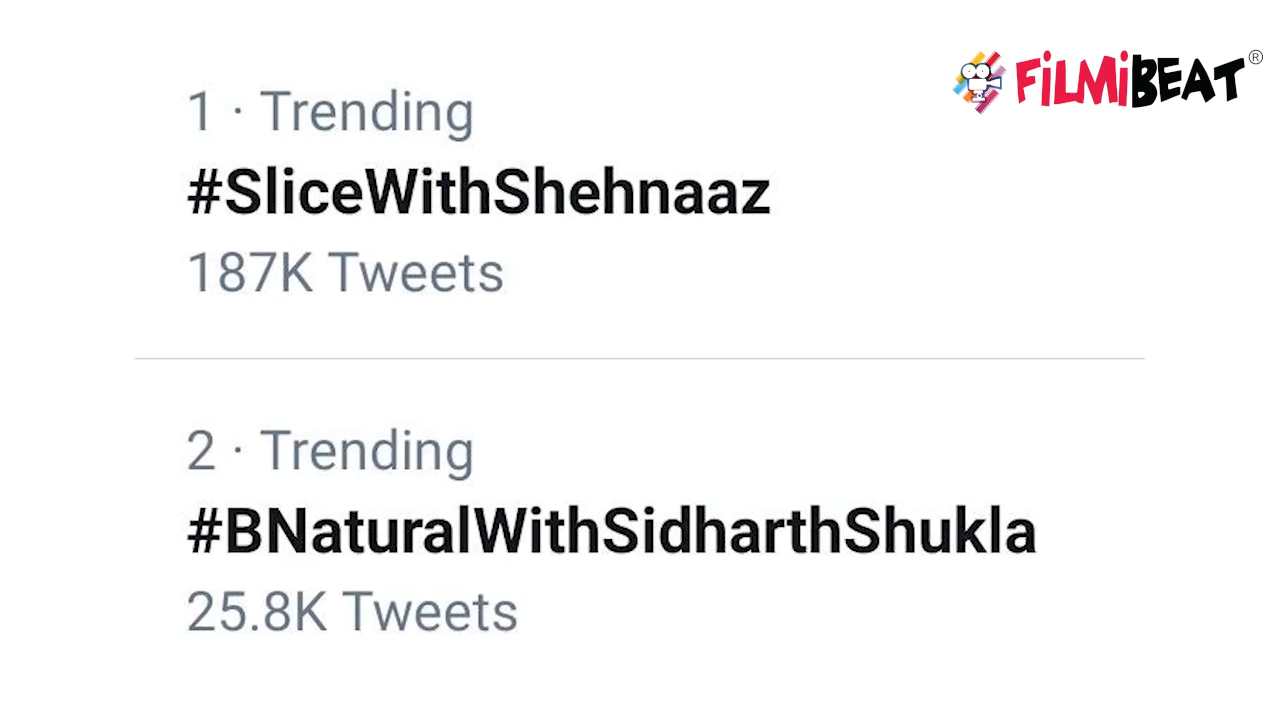 FiLMiBEAT®
1 · Trending
#SliceWithShehnaaz
187K Tweets
2 · Trending
#BNaturalWithSidharthShukla
25.8K Tweets